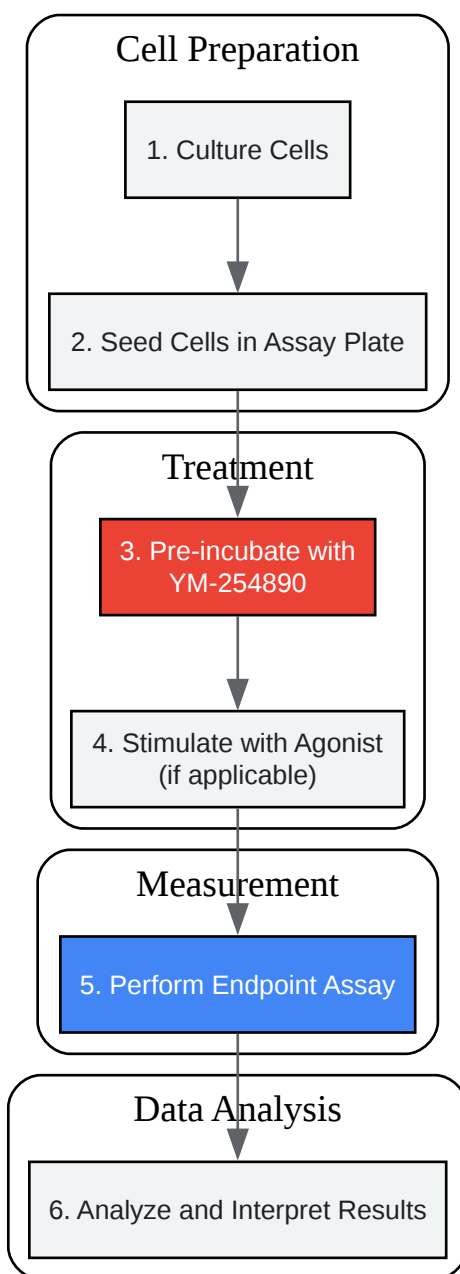 Cell Preparation
1. Culture Cells
2. Seed Cells in Assay Plate
Treatment
3. Pre-incubate with
YM-254890
4. Stimulate with Agonist
(if applicable)
Measurement
5. Perform Endpoint Assay
Data Analysis
6. Analyze and Interpret Results